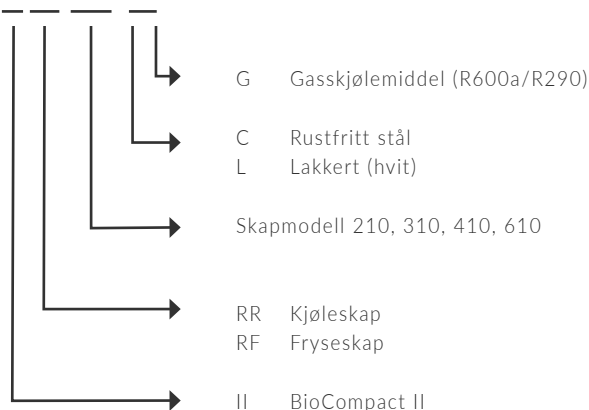 G Gasskjølemiddel (R600a/R290)
C Rustfritt stål
L Lakkert (hvit)
Skapmodell 210, 310, 410, 610
RR Kjøleskap
RF Fryseskap
II BioCompact II